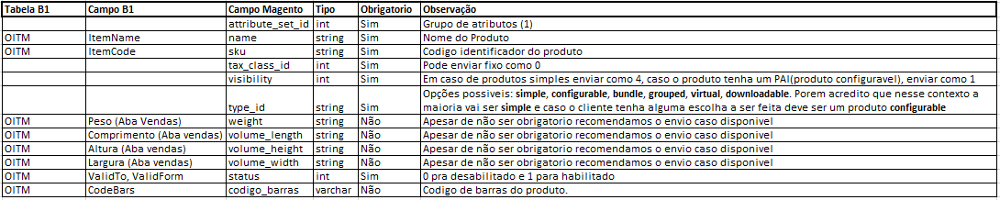 Tabela B1 Campo B1 Campo Magento Tipo Obrigatorio Observação
attribute_set_id int Sim Grupo de atributos (1)
OITM ItemName name string Sim Nome do Produto
OITM ItemCode sku string Sim Codigo identificador do produto
tax_class_id int Sim Pode enviar fixo como 0
visibility int Sim Em caso de produtos simples enviar como 4, caso o produto tenha um PAI(produto configuravel), enviar como 1
Opções possiveis: simple, configurable, bundle, grouped, virtual, downloadable. Porem acredito que nesse contexto a
type_id string Sim maioria vai ser simple e caso o cliente tenha alguma escolha a ser feita deve ser um produto configurable
OITM Peso (Aba Vendas) weight string Não Apesar de não ser obrigatorio recomendamos o envio caso disponivel
OITM Comprimento (Aba vendas) volume_length string Não Apesar de não ser obrigatorio recomendamos o envio caso disponivel
OITM Altura (Aba vendas) volume_height string Não Apesar de não ser obrigatorio recomendamos o envio caso disponivel
OITM Largura (Aba vendas) volume_width string Não Apesar de não ser obrigatorio recomendamos o envio caso disponivel
OITM ValidTo, ValidForm status int Sim 0 pra desabilitado e 1 para habilitado
OITM CodeBars codigo_barras varchar Não Codigo de barras do produto.